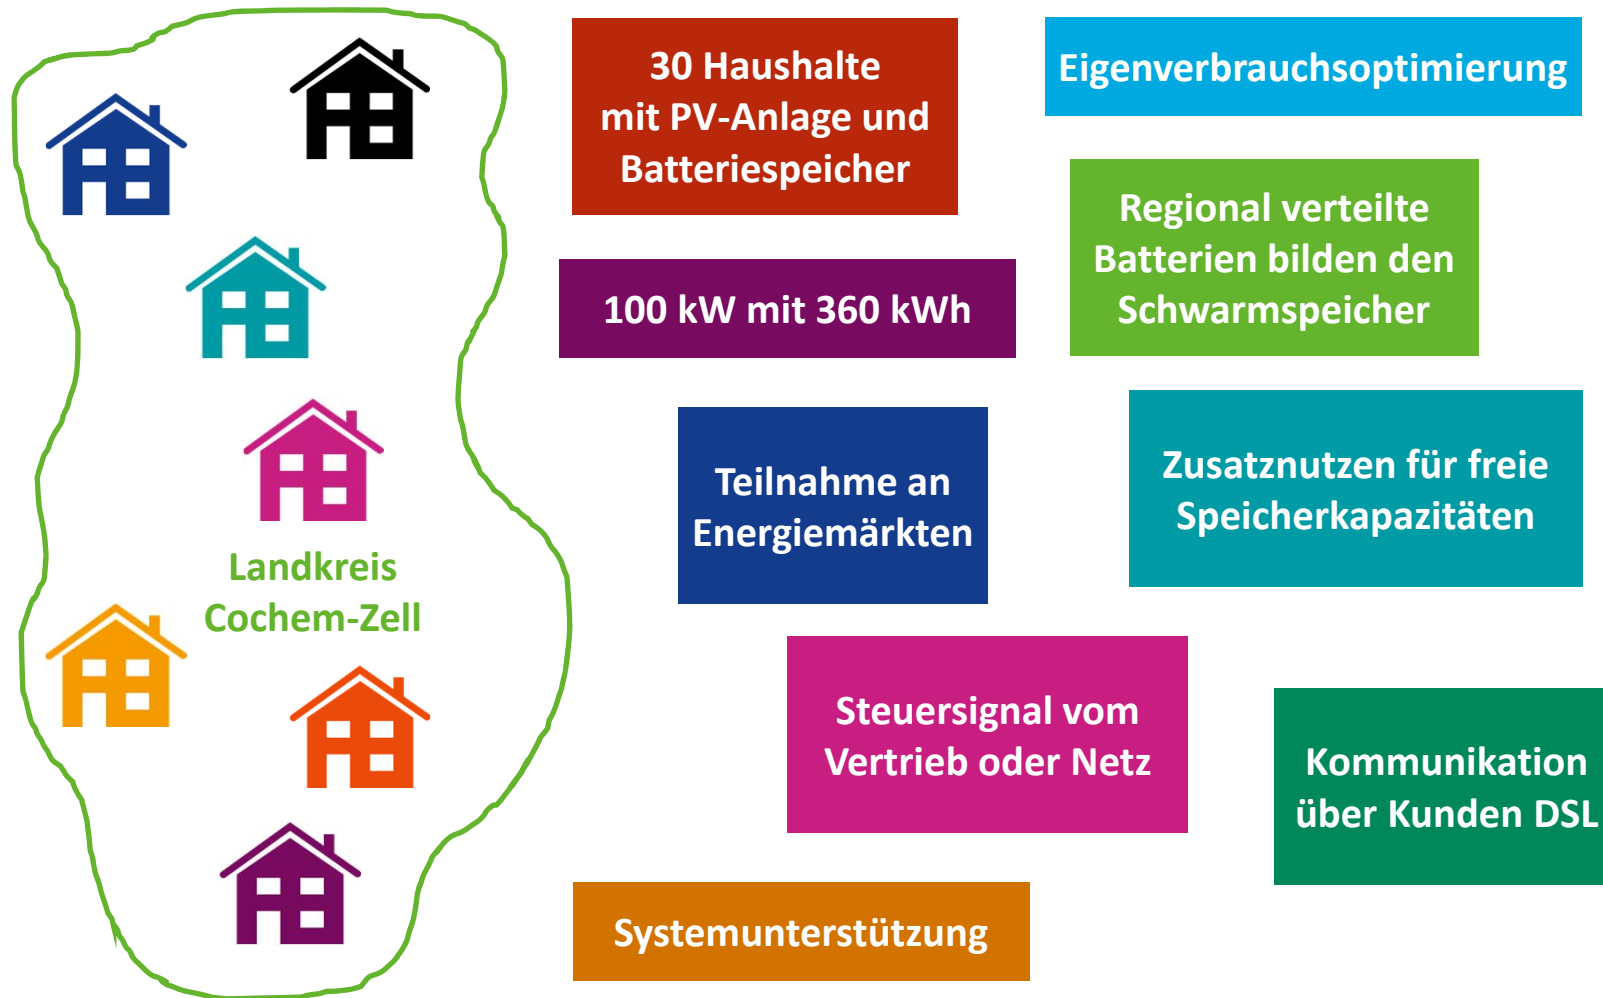 30 Haushalte
mit PV-Anlage und
Batteriespeicher
Eigenverbrauchsoptimierung
Regional verteilte
Batterien bilden den
Schwarmspeicher
100 kW mit 360 kWh
Teilnahme an
Energiemärkten
Zusatznutzen für freie
Speicherkapazitäten
Landkreis
Cochem-Zell
Steuersignal vom
Vertrieb oder Netz
Kommunikation
über Kunden DSL
Systemunterstützung